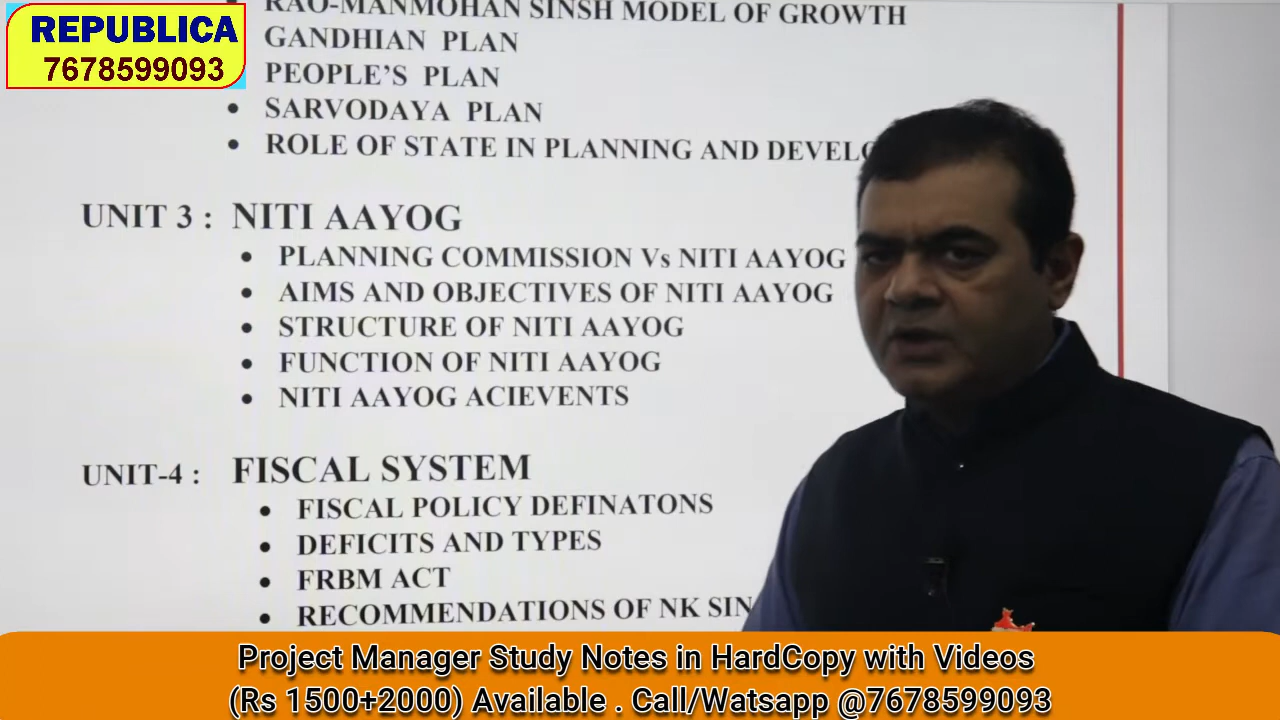 REPUBLICA
7678599093
RAO-MANMOHAN SINSH MODEL OF GROWTH
GANDHIAN PLAN
PEOPLE'S PLAN
• SARVODAYA PLAN
• ROLE OF STATE IN PLANNING AND DEVELO
UNIT 3 : NITI AAYOG
• PLANNING COMMISSION Vs NITI AAYOG
• AIMS AND OBJECTIVES OF NITI AAYOG
• STRUCTURE OF NITI AAYOG
• FUNCTION OF NITI AAYOG
• NITI AAYOG ACIEVENTS
UNIT-4 : FISCAL SYSTEM
• FISCAL POLICY DEFINATONS
• DEFICITS AND TYPES
• FRBM ACT
• RECOMMENDATIONS OF NK SIN
Project Manager Study Notes in HardCopy with Videos
(Rs 1500+2000) Available . Call/Watsapp @7678599093